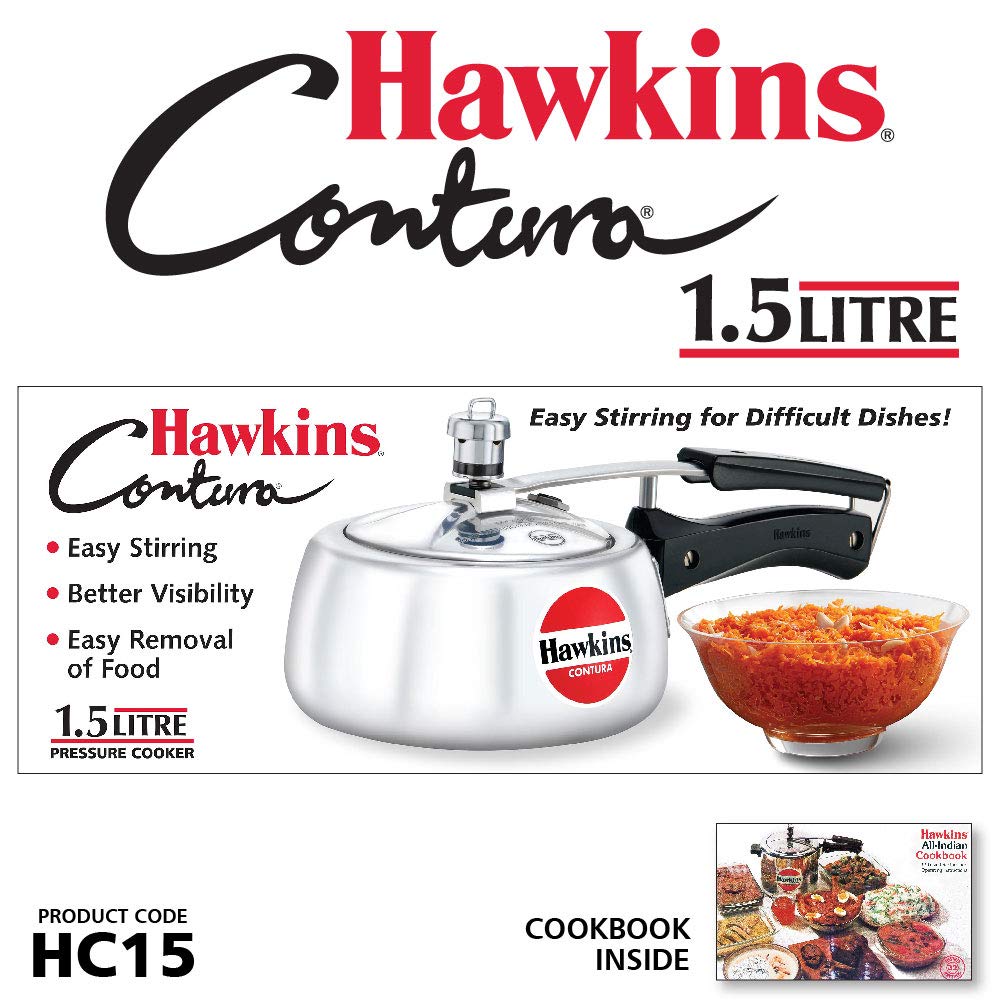 Hawkins®
Contura®
1.5 LITRE
Hawkins®
Contura®
Easy Stirring for Difficult Dishes!
• Easy Stirring
• Better Visibility
• Easy Removal
of Food
1.5 LITRE
PRESSURE COOKER
Hawkins
Hawkins
CONTURA
PRODUCT CODE
HC15
COOKBOOK
INSIDE
Hawkins
All-Indian
Cookbook